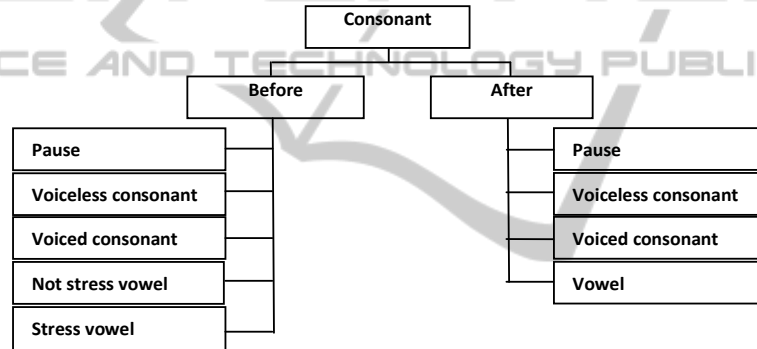 Consonant
CE AND TECHNOLOGY PUBLI
Before
After
Pause
Voiceless consonant
Voiced consonant
Not stress vowel
Stress vowel
Pause
Voiceless consonant
Voiced consonant
Vowel